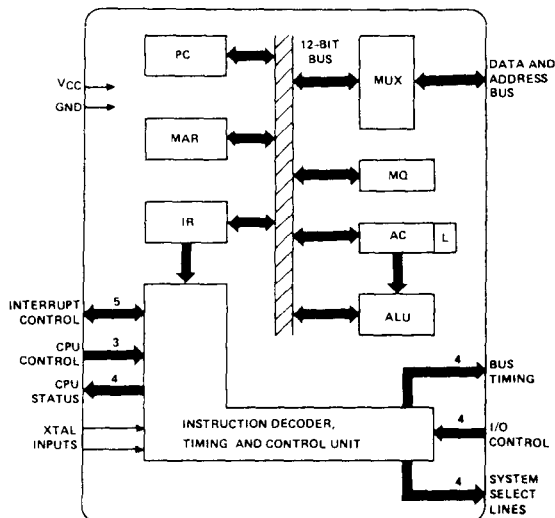 PC
12-BIT
BUS
MUX
DATA AND
ADDRESS
BUS
VCC
GND
MAR
MQ
IR
AC
L
ALU
INTERRUPT
CONTROL
5
CPU
CONTROL
3
CPU
STATUS
4
XTAL
INPUTS
INSTRUCTION DECODER,
TIMING AND CONTROL UNIT
4
BUS
TIMING
4
I/O
CONTROL
4
SYSTEM
SELECT
LINES